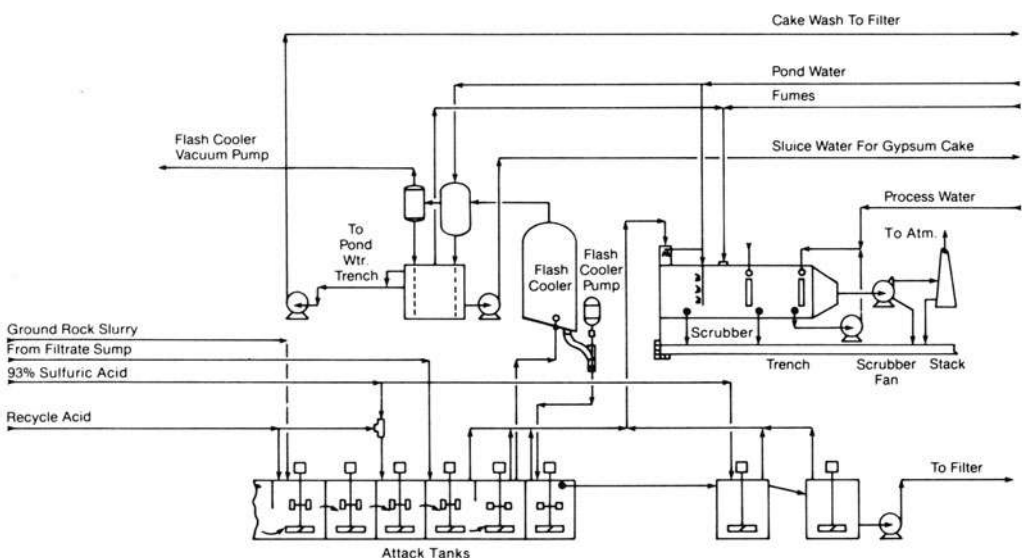 Cake Wash To Filter
Pond Water
Fumes
Flash Cooler
Vacuum Pump
Sluice Water For Gypsum Cake
Process Water
To
Pond
Wtr.
Trench
To Atm.
Flash
Cooler
Flash
Cooler
Pump
Ground Rock Slurry
From Filtrate Sump
93% Sulfuric Acid
Recycle Acid
Scrubber
Trench
Scrubber
Fan
Stack
To Filter
Attack Tanks